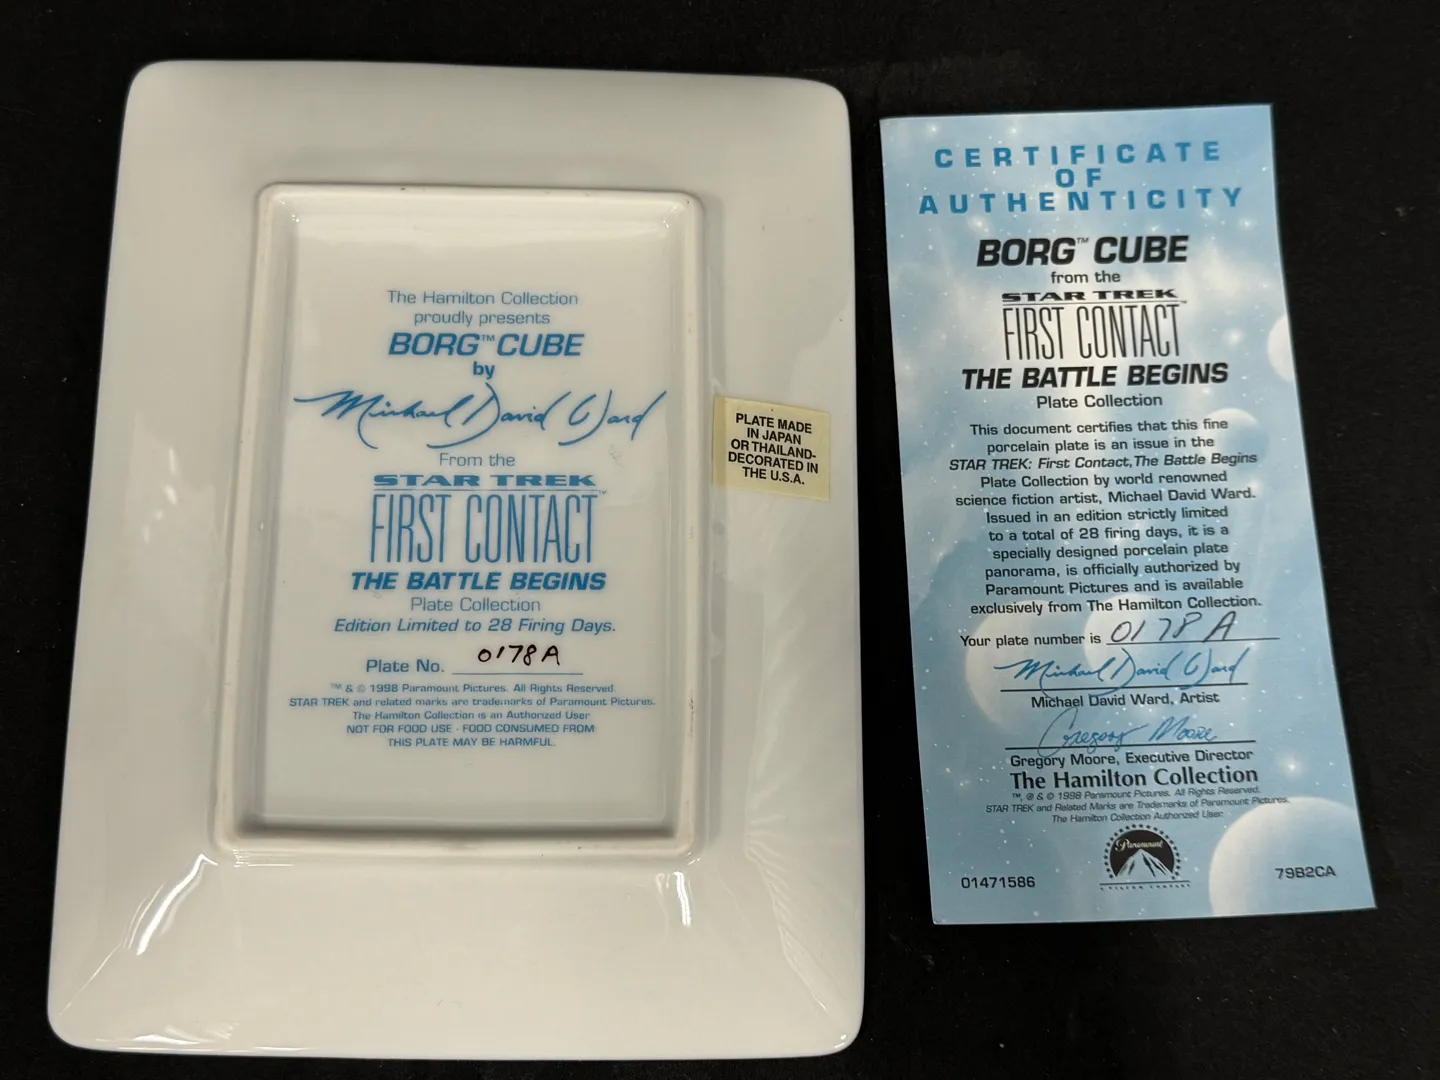 The Hamilton Collection
proudly presents
BORG™ CUBE
by
Michael David Ward
From the
STAR TREK
FIRST CONTACT™
THE BATTLE BEGINS
Plate Collection
Edition Limited to 28 Firing Days.
Plate No. 0178A
™ & © 1998 Paramount Pictures. All Rights Reserved.
STAR TREK and related marks are trademarks of Paramount Pictures.
The Hamilton Collection is an Authorized User
NOT FOR FOOD USE - FOOD CONSUMED FROM
THIS PLATE MAY BE HARMFUL.
PLATE MADE
IN JAPAN
OR THAILAND-
DECORATED IN
THE U.S.A.
CERTIFICATE
OF
AUTHENTICITY
BORG™ CUBE
from the
STAR TREK
FIRST CONTACT™
THE BATTLE BEGINS
Plate Collection
This document certifies that this fine
porcelain plate is an issue in the
STAR TREK: First Contact, The Battle Begins
Plate Collection by world renowned
science fiction artist, Michael David Ward.
Issued in an edition strictly limited
to a total of 28 firing days, it is a
specially designed porcelain plate
panorama, is officially authorized by
Paramount Pictures and is available
exclusively from The Hamilton Collection.
Your plate number is 0178A
Michael David Ward
Michael David Ward, Artist
Gregory Moore
Gregory Moore, Executive Director
The Hamilton Collection
™, ® & © 1998 Paramount Pictures. All Rights Reserved.
STAR TREK and Related Marks are Trademarks of Paramount Pictures.
The Hamilton Collection Authorized User.
Paramount
01471586
79B2CA